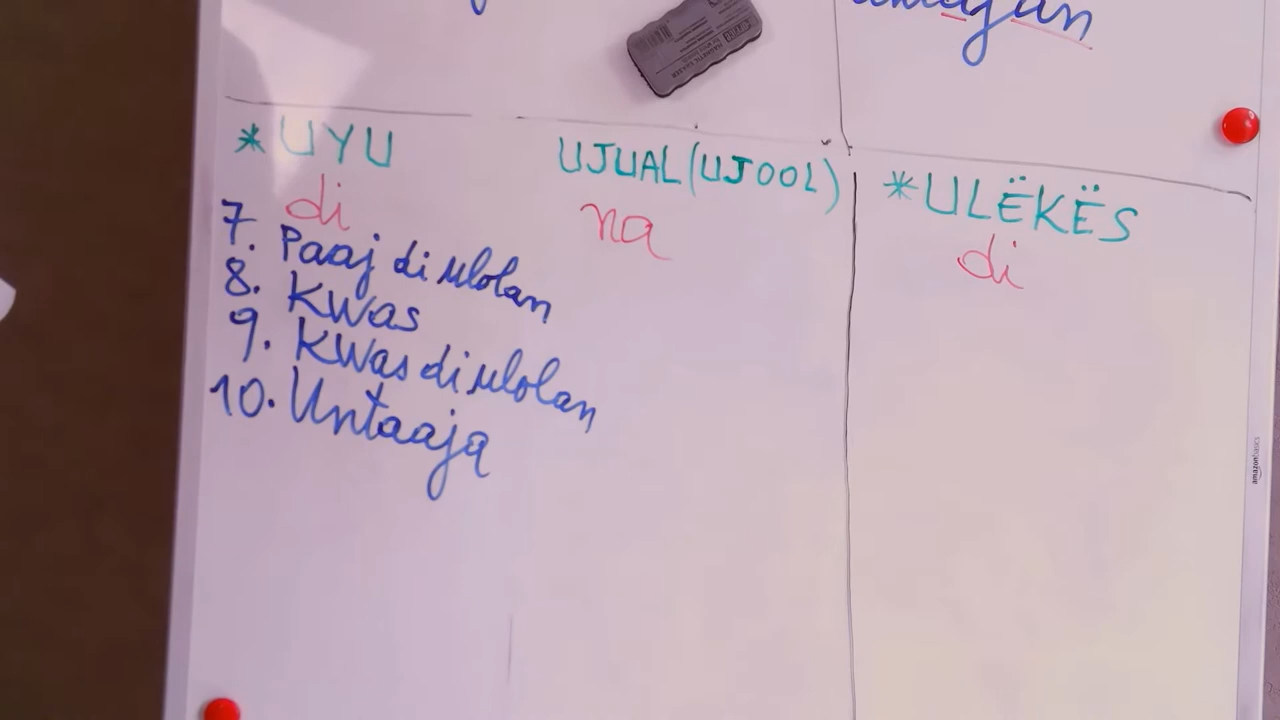 * UYU UJUAL (UJOOL) * ULËKËS
di na di
7. Paaj di ulolan
8. Kwas
9. Kwas di ulolan
10. Untaaja
amazonbasics